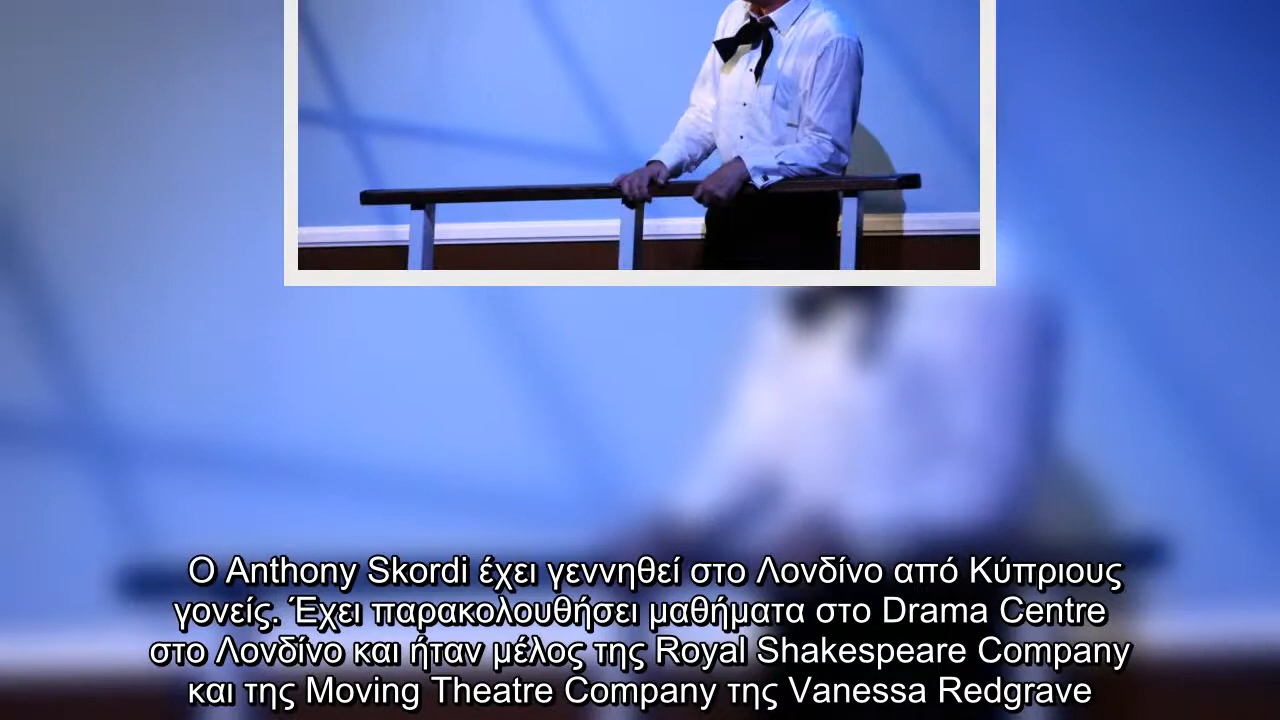 Ο Anthony Skordi έχει γεννηθεί στο Λονδίνο από Κύπριους
γονείς. Έχει παρακολουθήσει μαθήματα στο Drama Centre
στο Λονδίνο και ήταν μέλος της Royal Shakespeare Company
και της Moving Theatre Company της Vanessa Redgrave